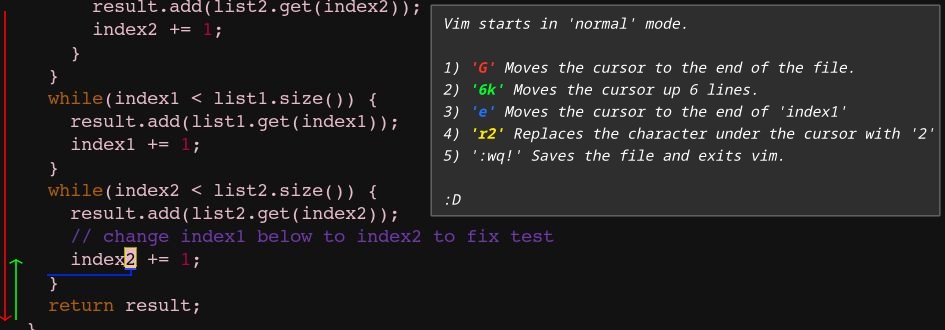 result.add(list2.get(index2));
index2 += 1;
}
}
while(index1 < list1.size()) {
result.add(list1.get(index1));
index1 += 1;
}
while(index2 < list2.size()) {
result.add(list2.get(index2));
// change index1 below to index2 to fix test
index2 += 1;
}
return result;
}
Vim starts in 'normal' mode.
1) 'G' Moves the cursor to the end of the file.
2) '6k' Moves the cursor up 6 lines.
3) 'e' Moves the cursor to the end of 'index1'
4) 'r2' Replaces the character under the cursor with '2'
5) ':wq!' Saves the file and exits vim.
:D